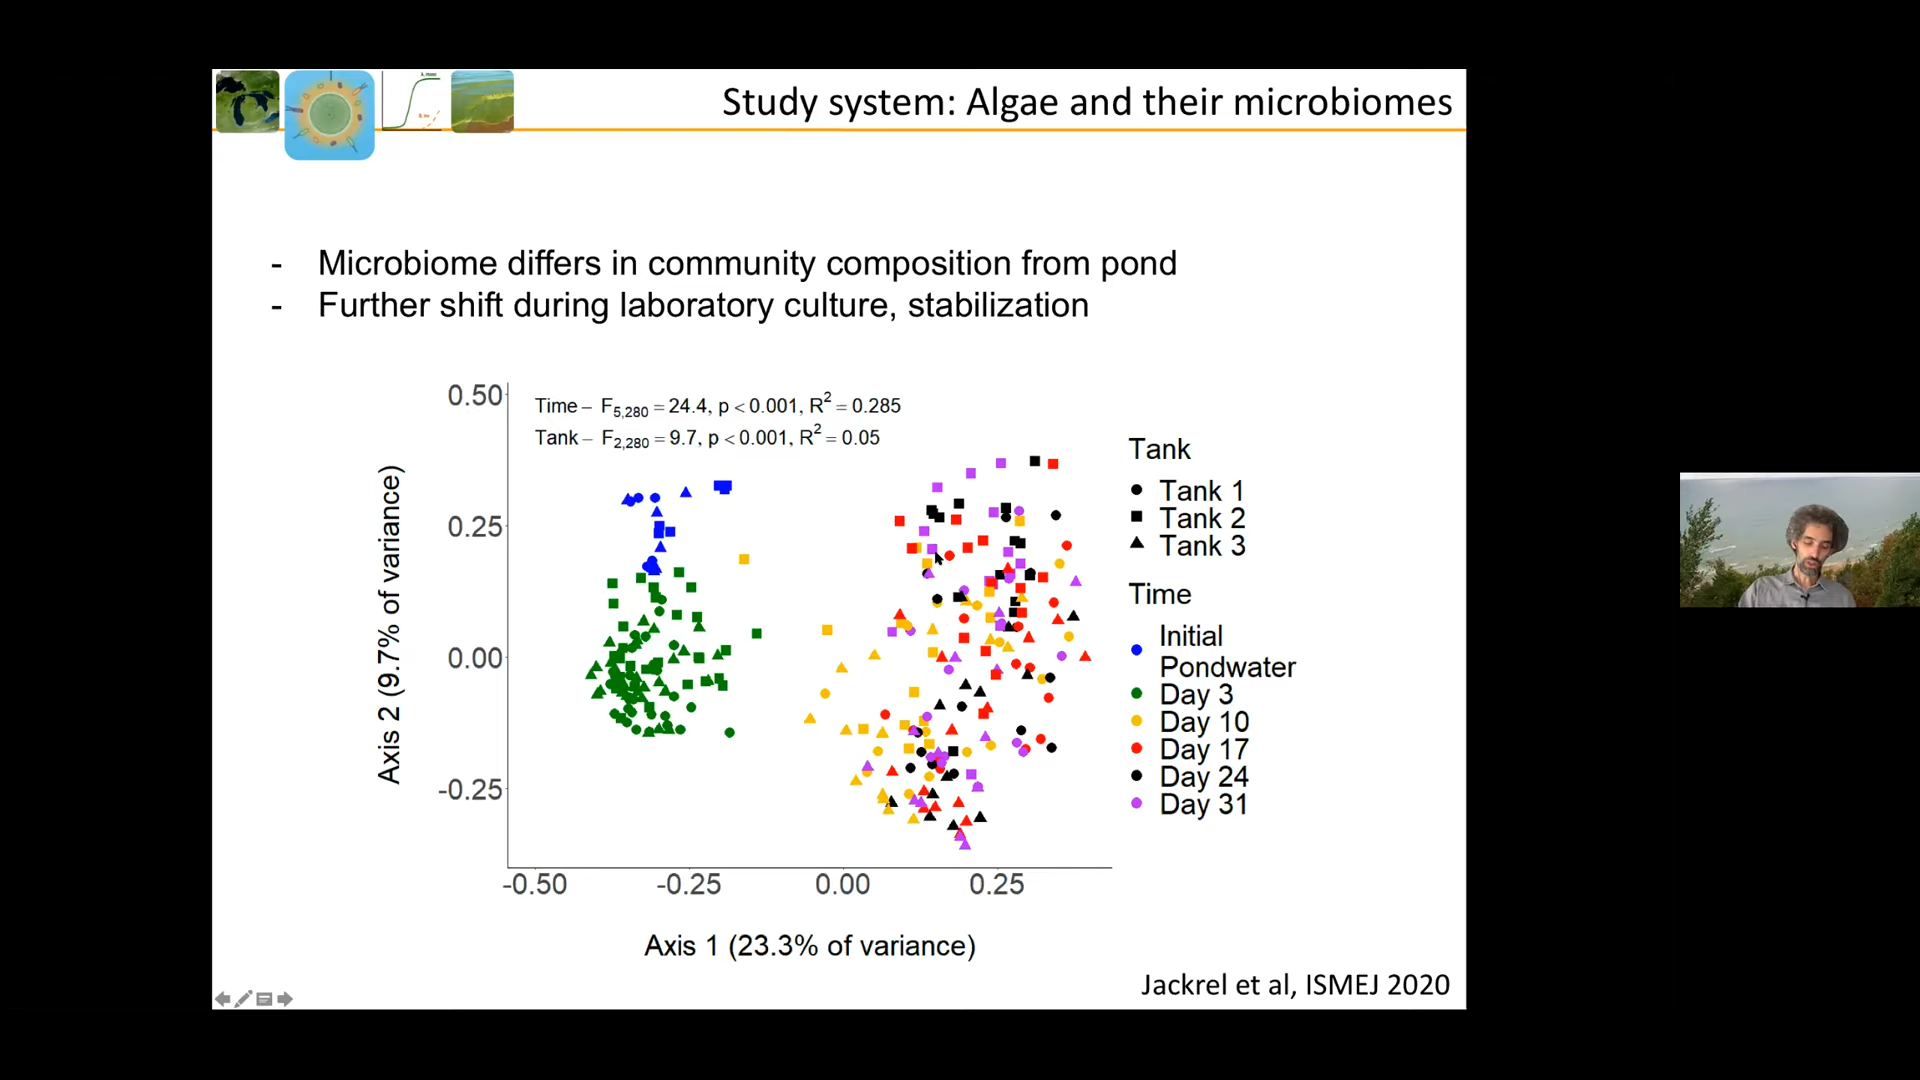 Study system: Algae and their microbiomes
- Microbiome differs in community composition from pond
- Further shift during laboratory culture, stabilization
Time – F5,280 = 24.4, p < 0.001, R2 = 0.285
Tank – F2,280 = 9.7, p < 0.001, R2 = 0.05
0.50
0.25
0.00
-0.25
Axis 2 (9.7% of variance)
-0.50
-0.25
0.00
0.25
Axis 1 (23.3% of variance)
Tank
Tank 1
Tank 2
Tank 3
Time
Initial
Pondwater
Day 3
Day 10
Day 17
Day 24
Day 31
Jackrel et al, ISMEJ 2020